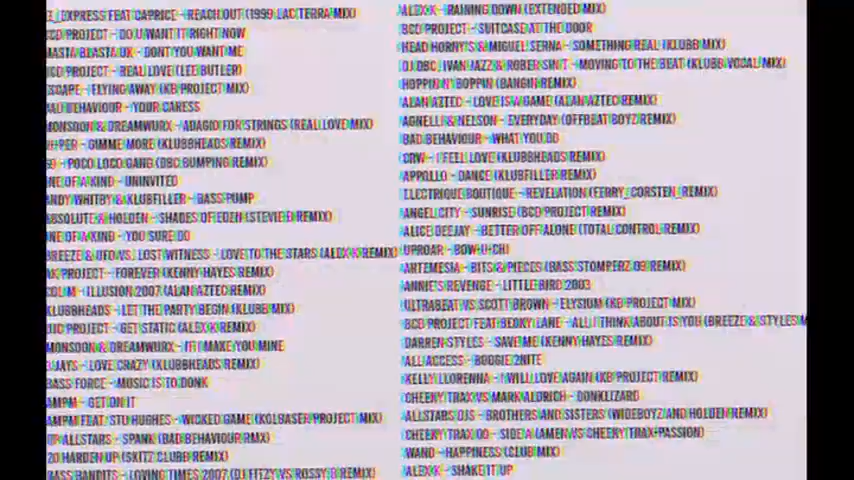 EXPRESS FEAT CAPRICE - REACH OUT (1999 LAC TERRA MIX)
BCD PROJECT - DO U WANT IT RIGHT NOW
MASTA BLASTA UK - DONT YOU WANT ME
BCD PROJECT - REAL LOVE (LEE BUTLER)
ESCAPE - FLYING AWAY (KB PROJECT MIX)
BAD BEHAVIOUR - YOUR CARESS
MONSOON & DREAMWURX - ADAGIO FOR STRINGS (REAL LOVE MIX)
- GIMME MORE (KLUBBHEADS REMIX)
- POCO LOCO GANG (DBC BUMPING REMIX)
ONE OF A KIND - UNINVITED
ANDY WHITBY & KLUBFILLER - BASS PUMP
ABSOLUTE & HOLDEN - SHADES OF EDEN (STEVIE B REMIX)
ONE OF A KIND - YOU SURE DO
BREEZE & UFO VS. LOST WITNESS - LOVE TO THE STARS (ALEX K REMIX)
PROJECT - FOREVER (KENNY HAYES REMIX)
- ILLUSION 2007 (ALAN AZTEC REMIX)
KLUBBHEADS - LET THE PARTY BEGIN (KLUBB MIX)
PROJECT - GET STATIC (ALEX K REMIX)
MONSOON & DREAMWURX - IF I MAKE YOU MINE
- LOVE CRAZY (KLUBBHEADS REMIX)
BASS FORCE - MUSIC IS TO DONK
AMPM - GET ON IT
AMPM FEAT. STU HUGHES - WICKED GAME (KOLBASER PROJECT MIX)
ALLSTARS - SPANK (BAD BEHAVIOUR RMX)
HARDEN UP (SKITZ CLUBB REMIX)
BASS BANDITS - LOVING TIMES 2007 (DJ FITZY VS ROSSY B REMIX)
ALEX K - RAINING DOWN (EXTENDED MIX)
BCD PROJECT - SUITCASE AT THE DOOR
HEAD HORNY'S & MIGUEL SERNA - SOMETHING REAL (KLUBB MIX)
DJ DBC, IVAN JAZZ & ROBER SIN T - MOVING TO THE BEAT (KLUBB VOCAL MIX)
HOPPIN N' BOPPIN (BANGIN REMIX)
ALAN AZTEC - LOVE IS A GAME (ALAN AZTEC REMIX)
AGNELLI & NELSON - EVERYDAY (OFFBEAT BOYZ REMIX)
BAD BEHAVIOUR - WHAT YOU DO
CRW - I FEEL LOVE (KLUBBHEADS REMIX)
APPOLLO - DANCE (KLUBFILLER REMIX)
ELECTRIQUE BOUTIQUE - REVELATION (FERRY_CORSTEN_REMIX)
ANGEL CITY - SUNRISE (BCD PROJECT REMIX)
ALICE DEEJAY - BETTER OFF ALONE (TOTAL CONTROL REMIX)
UPROAR - BOW-U-CHI
ARTEMESIA - BITS & PIECES (BASS STOMPERZ 09 REMIX)
ANNIE'S REVENGE - LITTLE BIRD 2003
ULTRABEAT VS SCOTT BROWN - ELYSIUM (KB PROJECT MIX)
BCD PROJECT FEAT BECKY LANE - ALL I THINK ABOUT IS YOU (BREEZE & STYLES M
DARREN STYLES - SAVE ME (KENNY HAYES REMIX)
ALL ACCESS - BOOGIE 2NITE
KELLY LLORENNA - I WILL LOVE AGAIN (KB PROJECT REMIX)
CHEEKY TRAX VS MARK ALDRICH - DONKLIZARD
ALLSTARS DJS - BROTHERS AND SISTERS (WIDEBOYZ AND HOLDEN REMIX)
CHEEKY TRAX 00 - SIDE A (AMEN VS CHEEKY TRAX+PASSION)
WAND - HAPPINESS (CLUB MIX)
ALEX K - SHAKE IT UP